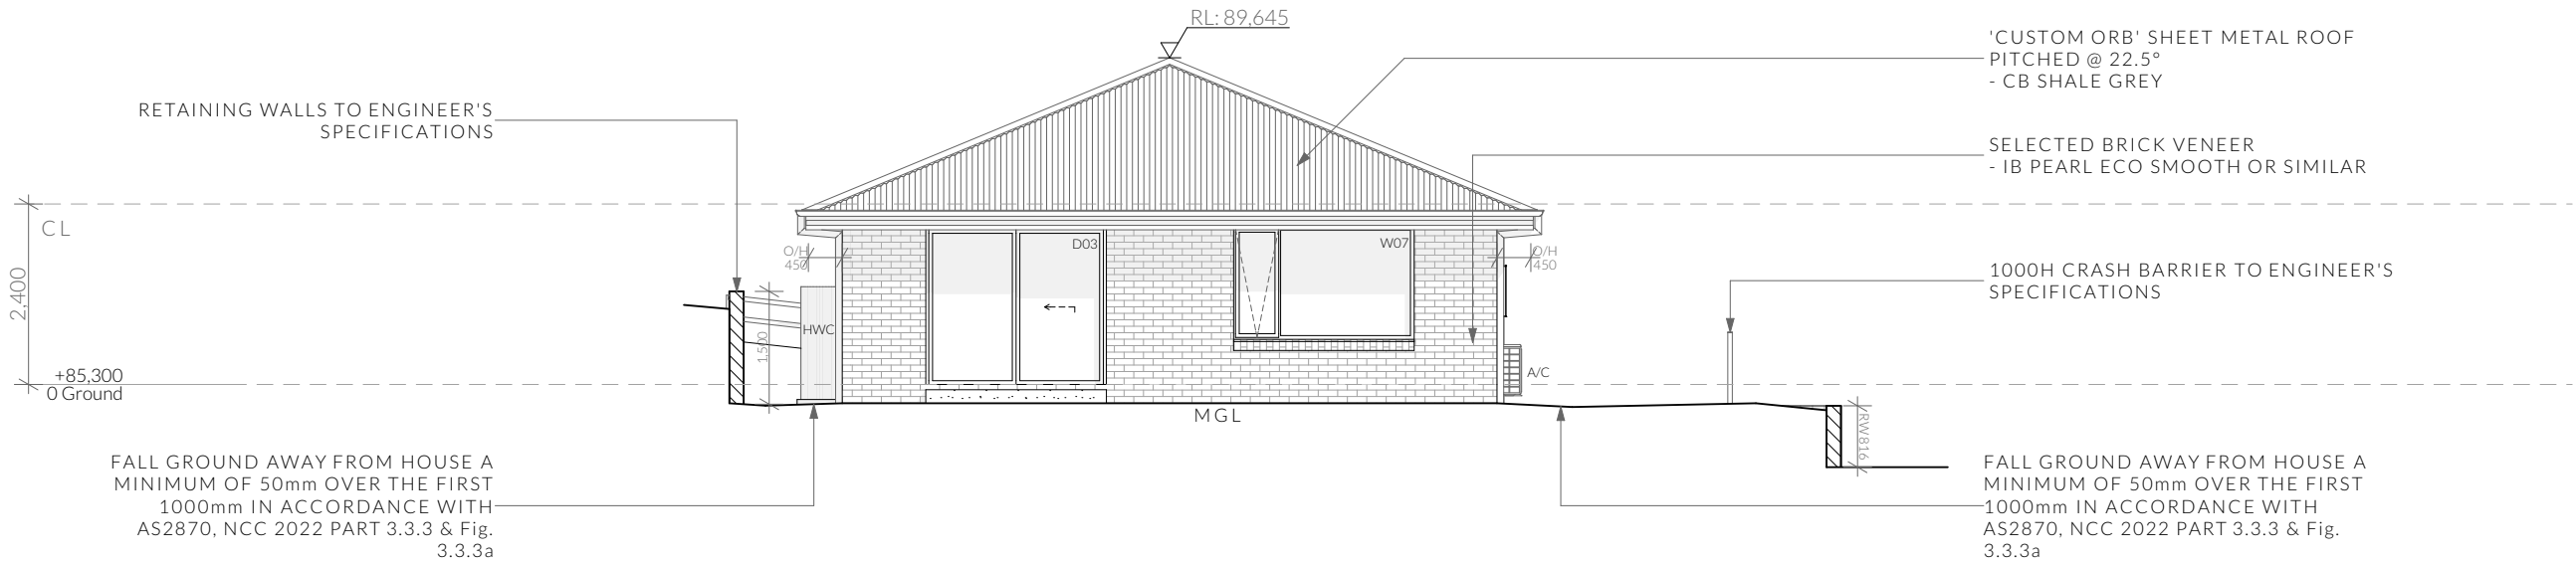 RL: 89,645
'CUSTOM ORB' SHEET METAL ROOF
PITCHED @ 22.5°
- CB SHALE GREY
RETAINING WALLS TO ENGINEER'S
SPECIFICATIONS
SELECTED BRICK VENEER
- IB PEARL ECO SMOOTH OR SIMILAR
CL
2,400
O/H
450
D03
W07
O/H
450
1000H CRASH BARRIER TO ENGINEER'S
SPECIFICATIONS
HWC
1,500
+85,300
0 Ground
A/C
MGL
RW816
FALL GROUND AWAY FROM HOUSE A
MINIMUM OF 50mm OVER THE FIRST
1000mm IN ACCORDANCE WITH
AS2870, NCC 2022 PART 3.3.3 & Fig.
3.3.3a
FALL GROUND AWAY FROM HOUSE A
MINIMUM OF 50mm OVER THE FIRST
1000mm IN ACCORDANCE WITH
AS2870, NCC 2022 PART 3.3.3 & Fig.
3.3.3a